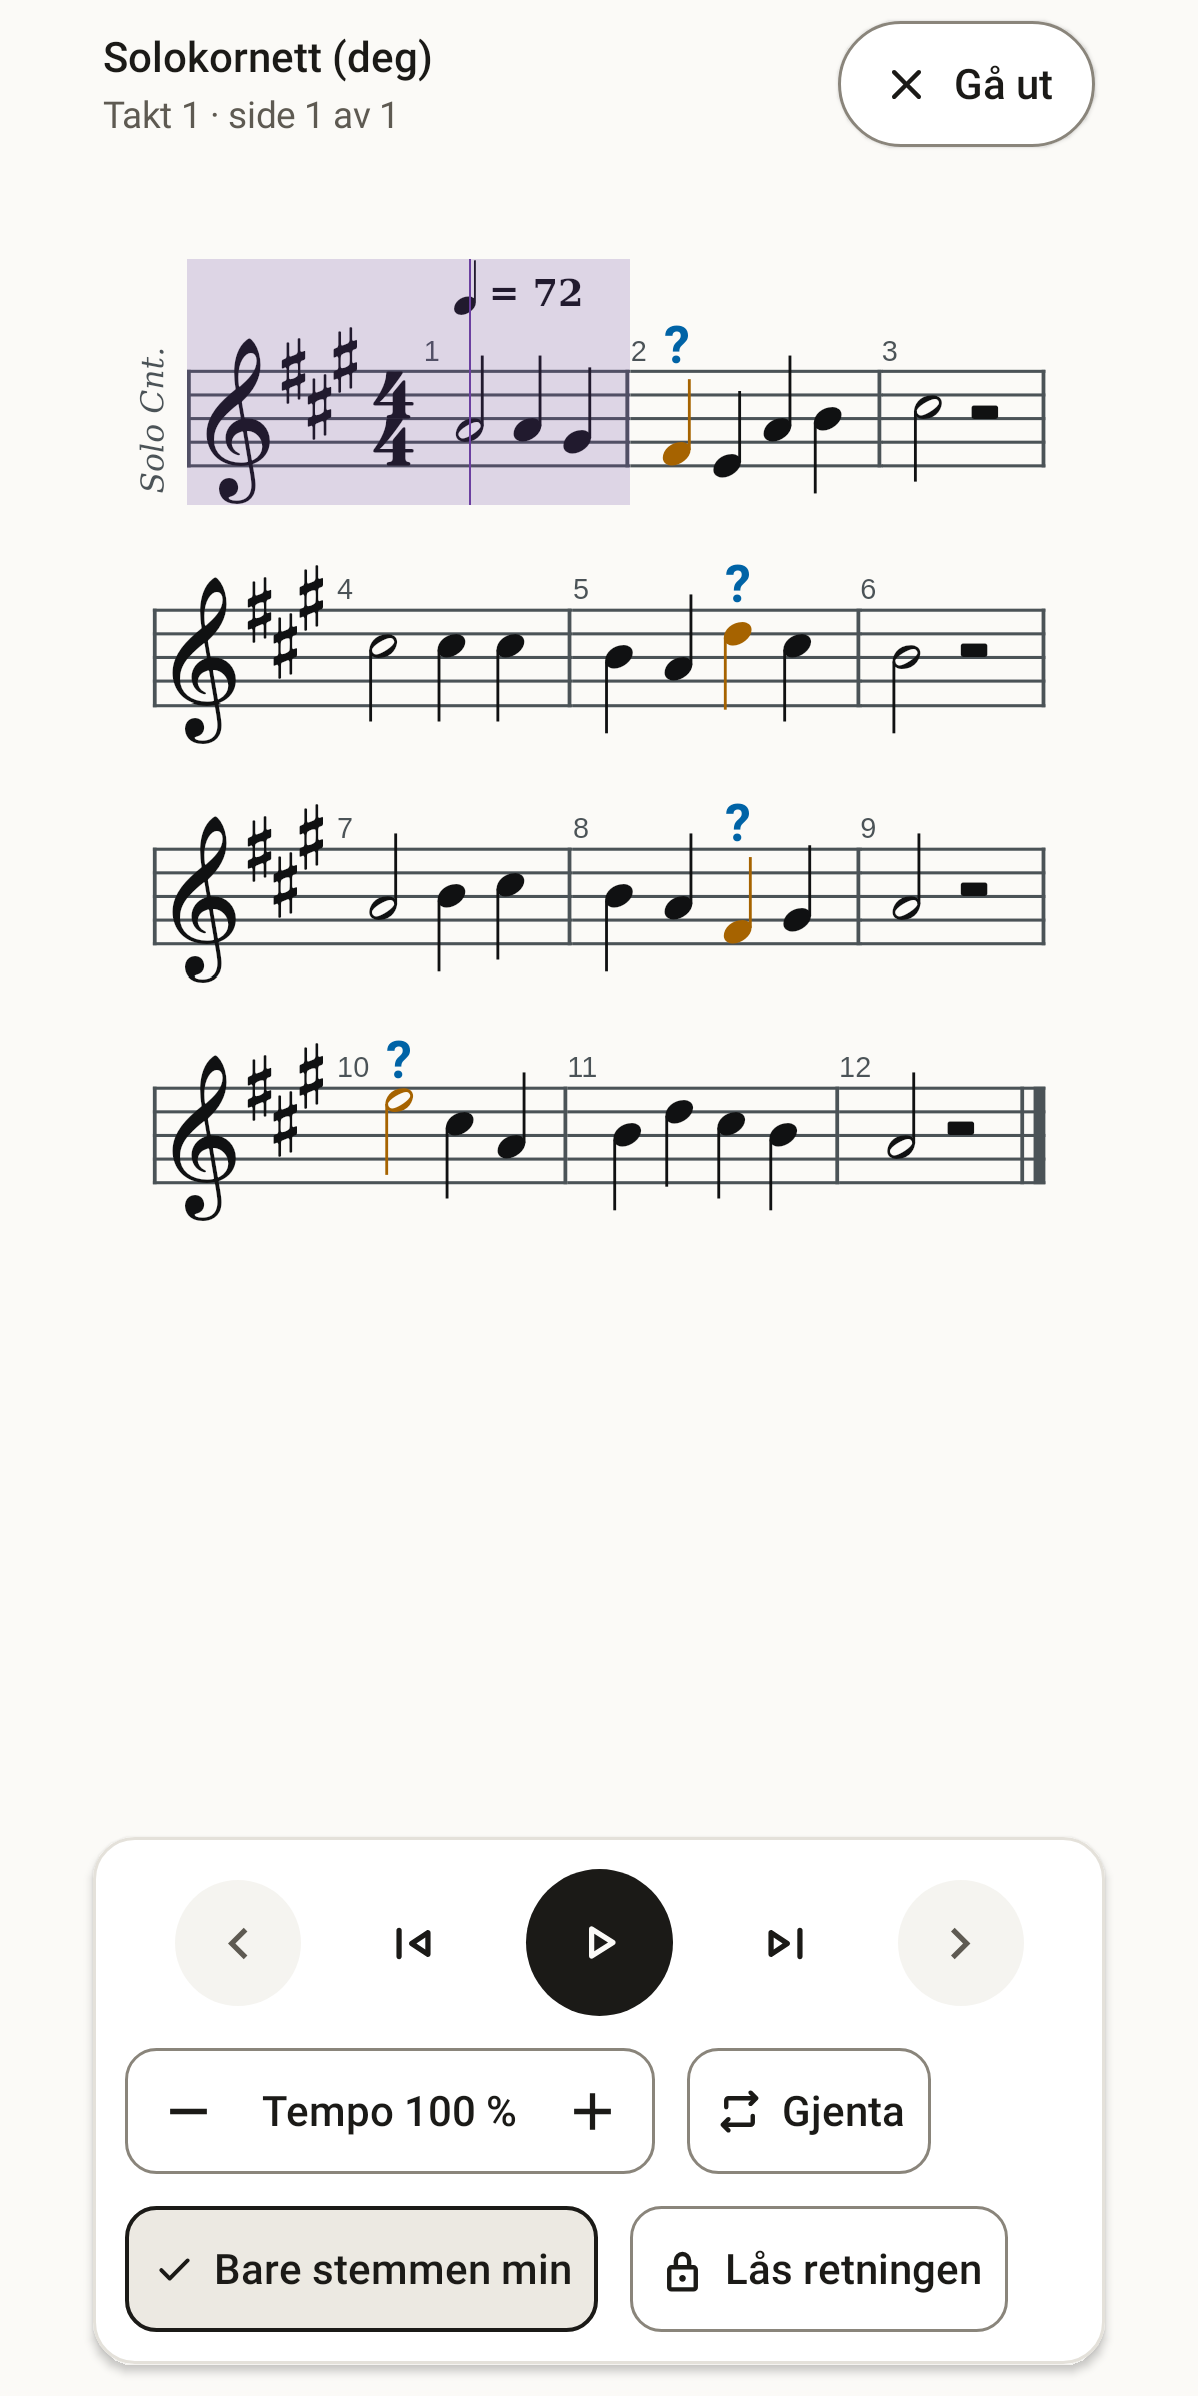 Solokornett (deg)
Takt 1 · side 1 av 1
Gå ut
= 72
Solo Cnt.
1
2 ?
3
4
5 ?
6
7
8 ?
9
10 ?
11
12
Tempo 100 %
Gjenta
Bare stemmen min
Lås retningen